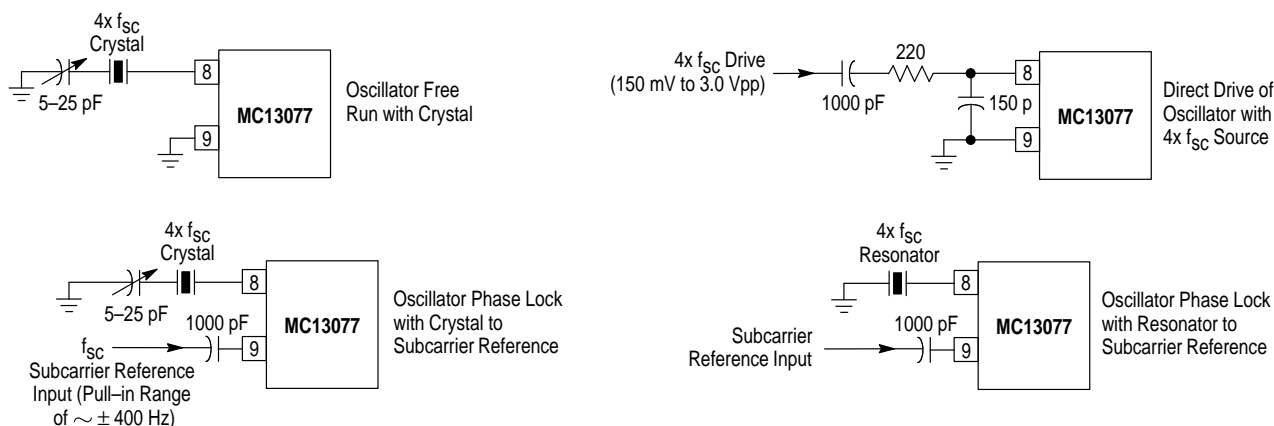 4x fSC
Crystal
5–25 pF
8
9
MC13077
Oscillator Free
Run with Crystal
4x fSC Drive
(150 mV to 3.0 Vpp)
1000 pF
220
150 p
8
9
MC13077
Direct Drive of
Oscillator with
4x fSC Source
4x fSC
Crystal
5–25 pF
1000 pF
8
9
MC13077
fSC
Subcarrier Reference
Input (Pull–in Range
of ∼ ± 400 Hz)
Oscillator Phase Lock
with Crystal to
Subcarrier Reference
4x fSC
Resonator
8
1000 pF
9
MC13077
Subcarrier
Reference Input
Oscillator Phase Lock
with Resonator to
Subcarrier Reference